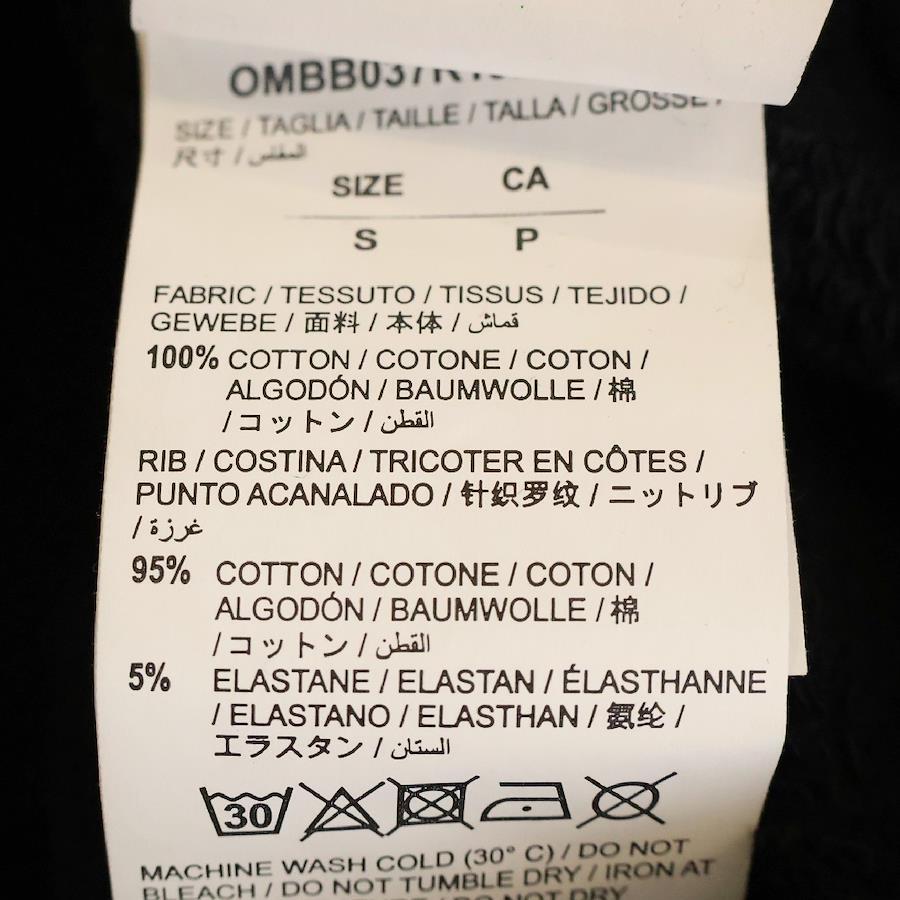 OMBB037R1
SIZE / TAGLIA / TAILLE / TALLA / GROSSE /
尺寸 / المقاس
SIZE CA
S P
FABRIC / TESSUTO / TISSUS / TEJIDO /
GEWEBE / 面料 / 本体 / قماش
100% COTTON / COTONE / COTON /
ALGODÓN / BAUMWOLLE / 棉
/ コットン / القطن
RIB / COSTINA / TRICOTER EN CÔTES /
PUNTO ACANALADO / 针织罗纹 / ニットリブ
/ غرزة
95% COTTON / COTONE / COTON /
ALGODÓN / BAUMWOLLE / 棉
/ コットン / القطن
5% ELASTANE / ELASTAN / ÉLASTHANNE
/ ELASTANO / ELASTHAN / 氨纶 /
エラスタン / الستان
30
MACHINE WASH COLD (30° C) / DO NOT
BLEACH / DO NOT TUMBLE DRY / IRON AT
DO NOT DRY